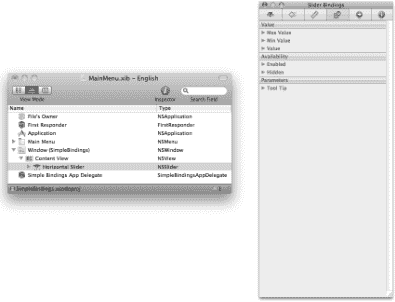 MainMenu.xib – English
View Mode
Inspector
Search Field
Name
Type
File's Owner
NSApplication
First Responder
FirstResponder
Application
NSApplication
Main Menu
NSMenu
Window (SimpleBindings)
NSWindow
Content View
NSView
Horizontal Slider
NSSlider
Simple Bindings App Delegate
SimpleBindingsAppDelegate
SimpleBindings.xcodeproj
Slider Bindings
Value
Max Value
Min Value
Value
Availability
Enabled
Hidden
Parameters
Tool Tip